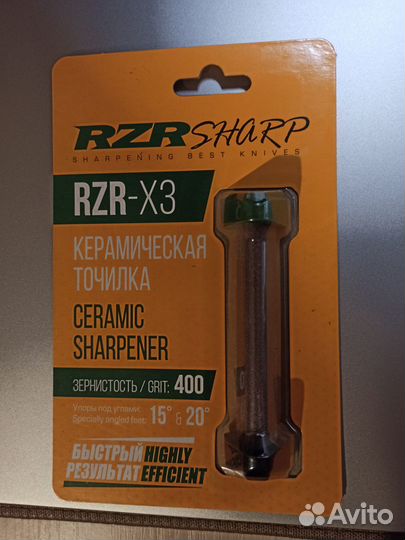 RZRSHARP
SHARPENING BEST KNIVES
RZR-X3
КЕРАМИЧЕСКАЯ
ТОЧИЛКА
CERAMIC
SHARPENER
ЗЕРНИСТОСТЬ / GRIT: 400
Упоры под углами:
Specially angled feet: 15° & 20°
БЫСТРЫЙ HIGHLY
РЕЗУЛЬТАТ EFFICIENT
Avito